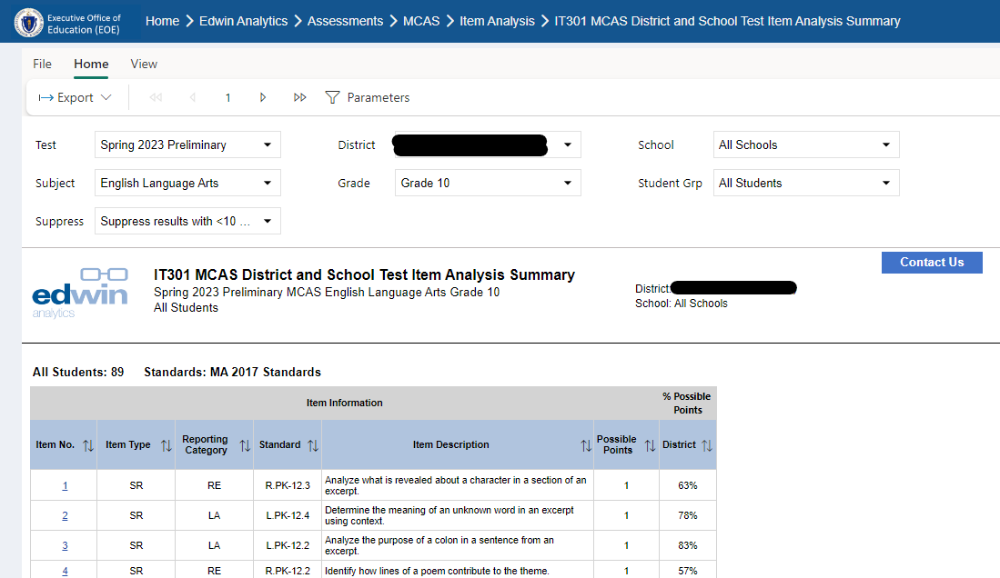 Executive Office of
Education (EOE)
Home > Edwin Analytics > Assessments > MCAS > Item Analysis > IT301 MCAS District and School Test Item Analysis Summary
File Home View
Export 1 Parameters
Test Spring 2023 Preliminary District School All Schools
Subject English Language Arts Grade Grade 10 Student Grp All Students
Suppress Suppress results with <10 ...
Contact Us
edwin
analytics
IT301 MCAS District and School Test Item Analysis Summary
Spring 2023 Preliminary MCAS English Language Arts Grade 10
All Students
District:
School: All Schools
All Students: 89 Standards: MA 2017 Standards
Item Information % Possible Points
Item No. Item Type Reporting Category Standard Item Description Possible Points District
1 SR RE R.PK-12.3 Analyze what is revealed about a character in a section of an excerpt. 1 63%
2 SR LA L.PK-12.4 Determine the meaning of an unknown word in an excerpt using context. 1 78%
3 SR LA L.PK-12.2 Analyze the purpose of a colon in a sentence from an excerpt. 1 83%
4 SR RE R.PK-12.2 Identify how lines of a poem contribute to the theme. 1 57%